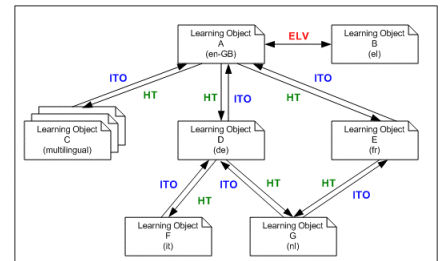 Learning Object
A
(en-GB)
ELV
Learning Object
B
(el)
ITO
HT
HT
ITO
ITO
HT
Learning Object
C
(multilingual)
Learning Object
D
(de)
Learning Object
E
(fr)
ITO
HT
ITO
HT
HT
ITO
Learning Object
F
(it)
Learning Object
G
(nl)